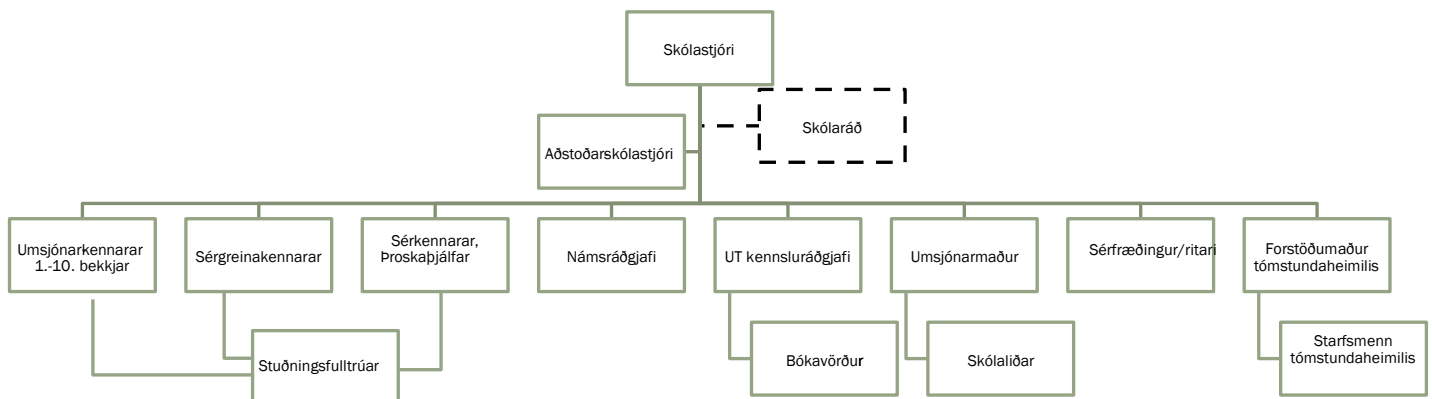 Skólastjóri
Skólaráð
Aðstoðarskólastjóri
Umsjónarkennarar
1.-10. bekkjar
Sérgreinakennarar
Sérkennarar,
Þroskaþjálfar
Námsráðgjafi
UT kennsluráðgjafi
Umsjónarmaður
Sérfræðingur/ritari
Forstöðumaður
tómstundaheimilis
Stuðningsfulltrúar
Bókavörður
Skólaliðar
Starfsmenn
tómstundaheimilis